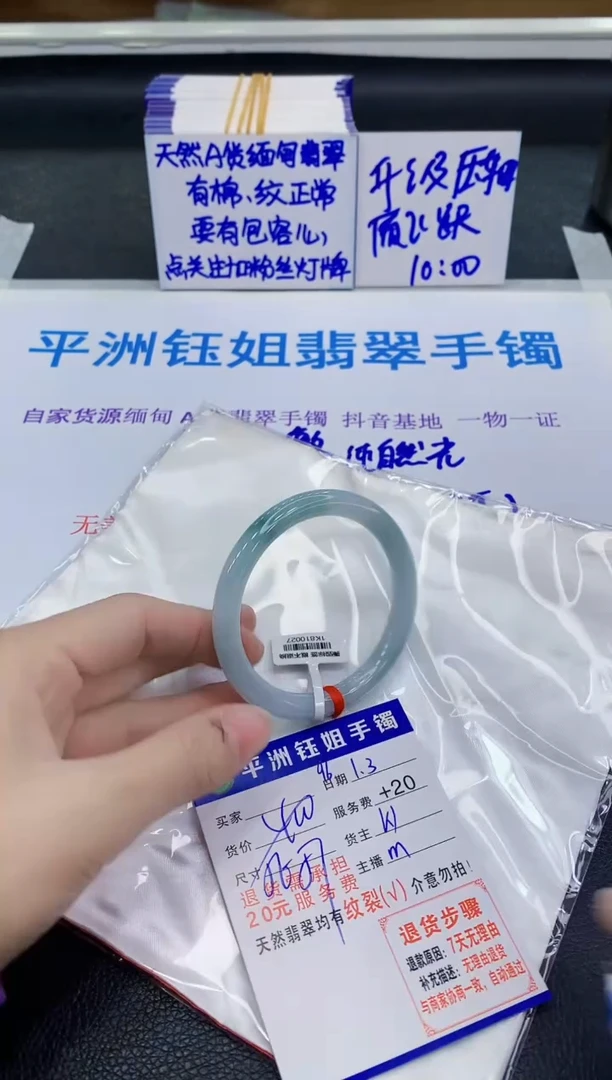 天然A货缅甸翡翠
有棉、纹正常
要有包容心,
点关注加粉丝灯牌
升级压轴
10:00
平洲钰姐翡翠手镯
自家货源缅甸A 翡翠手镯 抖音基地 一物一证
纯自然光
无
1K810027
平洲钰姐手镯
日期 1.3
买家
服务费 +20
货价
货主 W
尺寸
主播 m
退货需承担
20元服务费
天然翡翠均有纹裂(√)介意勿拍!
退货步骤
退款原因:7天无理由
补充描述:无理由退货
与商家协商一致,自动通过